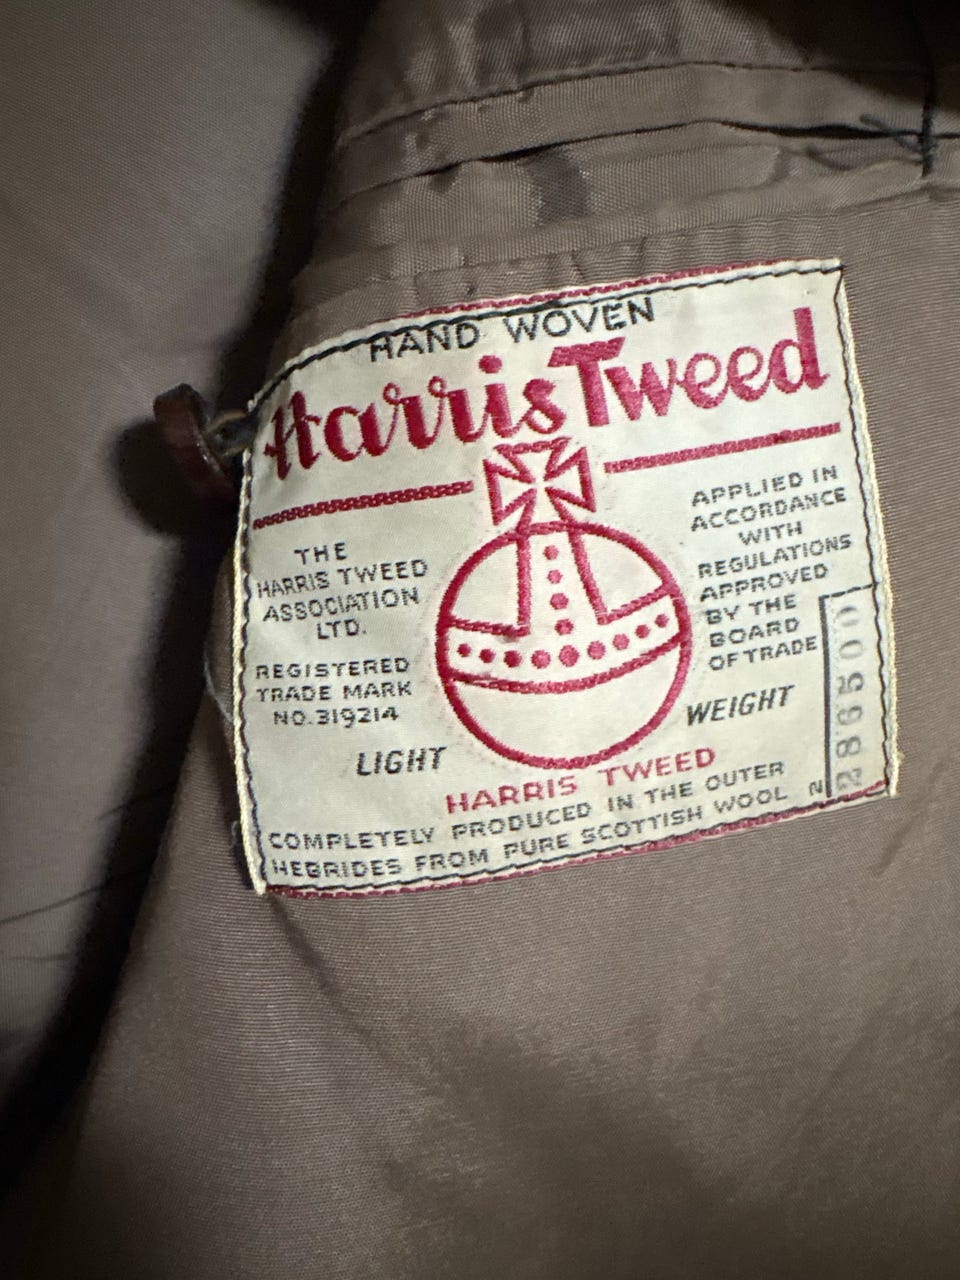 HAND WOVEN
Harris Tweed
THE
HARRIS TWEED
ASSOCIATION
LTD.
REGISTERED
TRADE MARK
NO.319214
APPLIED IN
ACCORDANCE
WITH
REGULATIONS
APPROVED
BY THE
BOARD
OF TRADE
LIGHT WEIGHT
HARRIS TWEED
COMPLETELY PRODUCED IN THE OUTER
HEBRIDES FROM PURE SCOTTISH WOOL